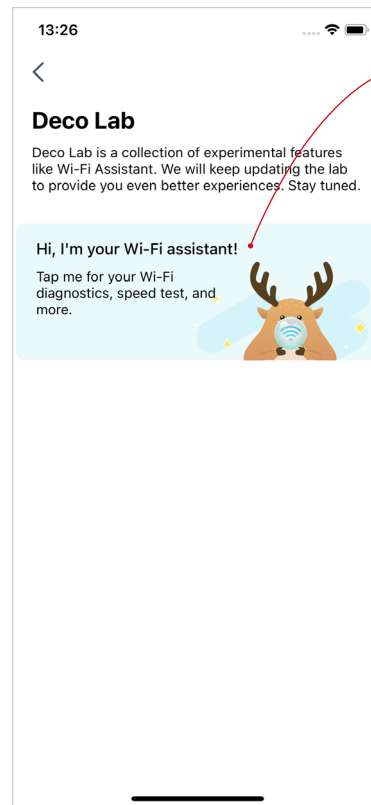 13:26
Deco Lab
Deco Lab is a collection of experimental features
like Wi-Fi Assistant. We will keep updating the lab
to provide you even better experiences. Stay tuned.
Hi, I'm your Wi-Fi assistant!
Tap me for your Wi-Fi
diagnostics, speed test, and
more.